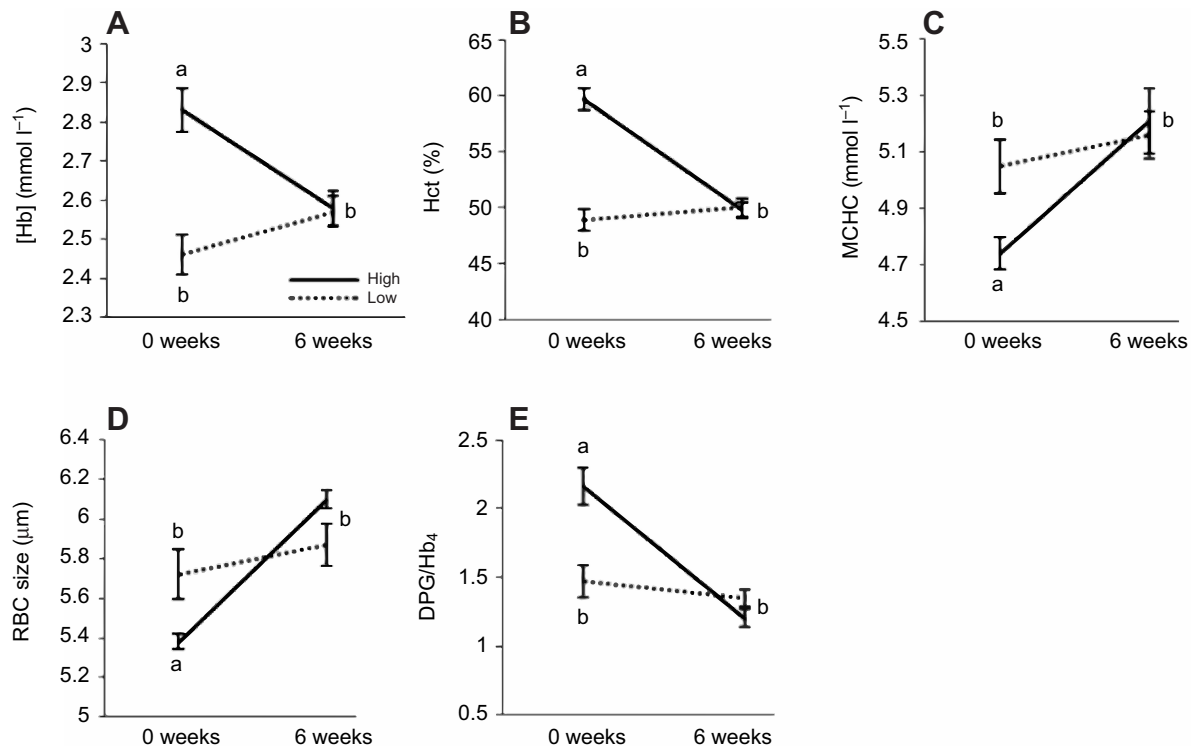 A
[Hb] (mmol l⁻¹)
3
2.9
2.8
2.7
2.6
2.5
2.4
2.3
a
b
b
High
Low
0 weeks 6 weeks
B
Hct (%)
65
60
55
50
45
40
a
b
b
0 weeks 6 weeks
C
MCHC (mmol l⁻¹)
5.5
5.3
5.1
4.9
4.7
4.5
b
b
a
0 weeks 6 weeks
D
RBC size (µm)
6.4
6.2
6
5.8
5.6
5.4
5.2
5
b
b
a
0 weeks 6 weeks
E
DPG/Hb₄
2.5
2
1.5
1
0.5
a
b
b
0 weeks 6 weeks